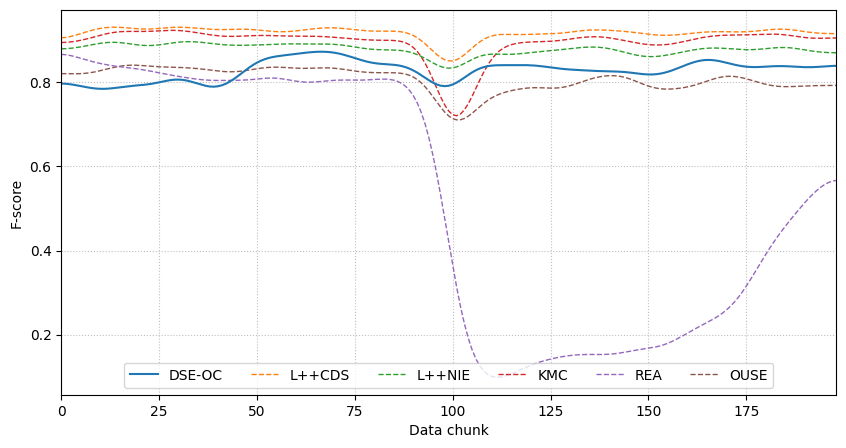 F-score
0.8
0.6
0.4
0.2
DSE-OC L++CDS L++NIE KMC REA OUSE
0 25 50 75 100 125 150 175
Data chunk